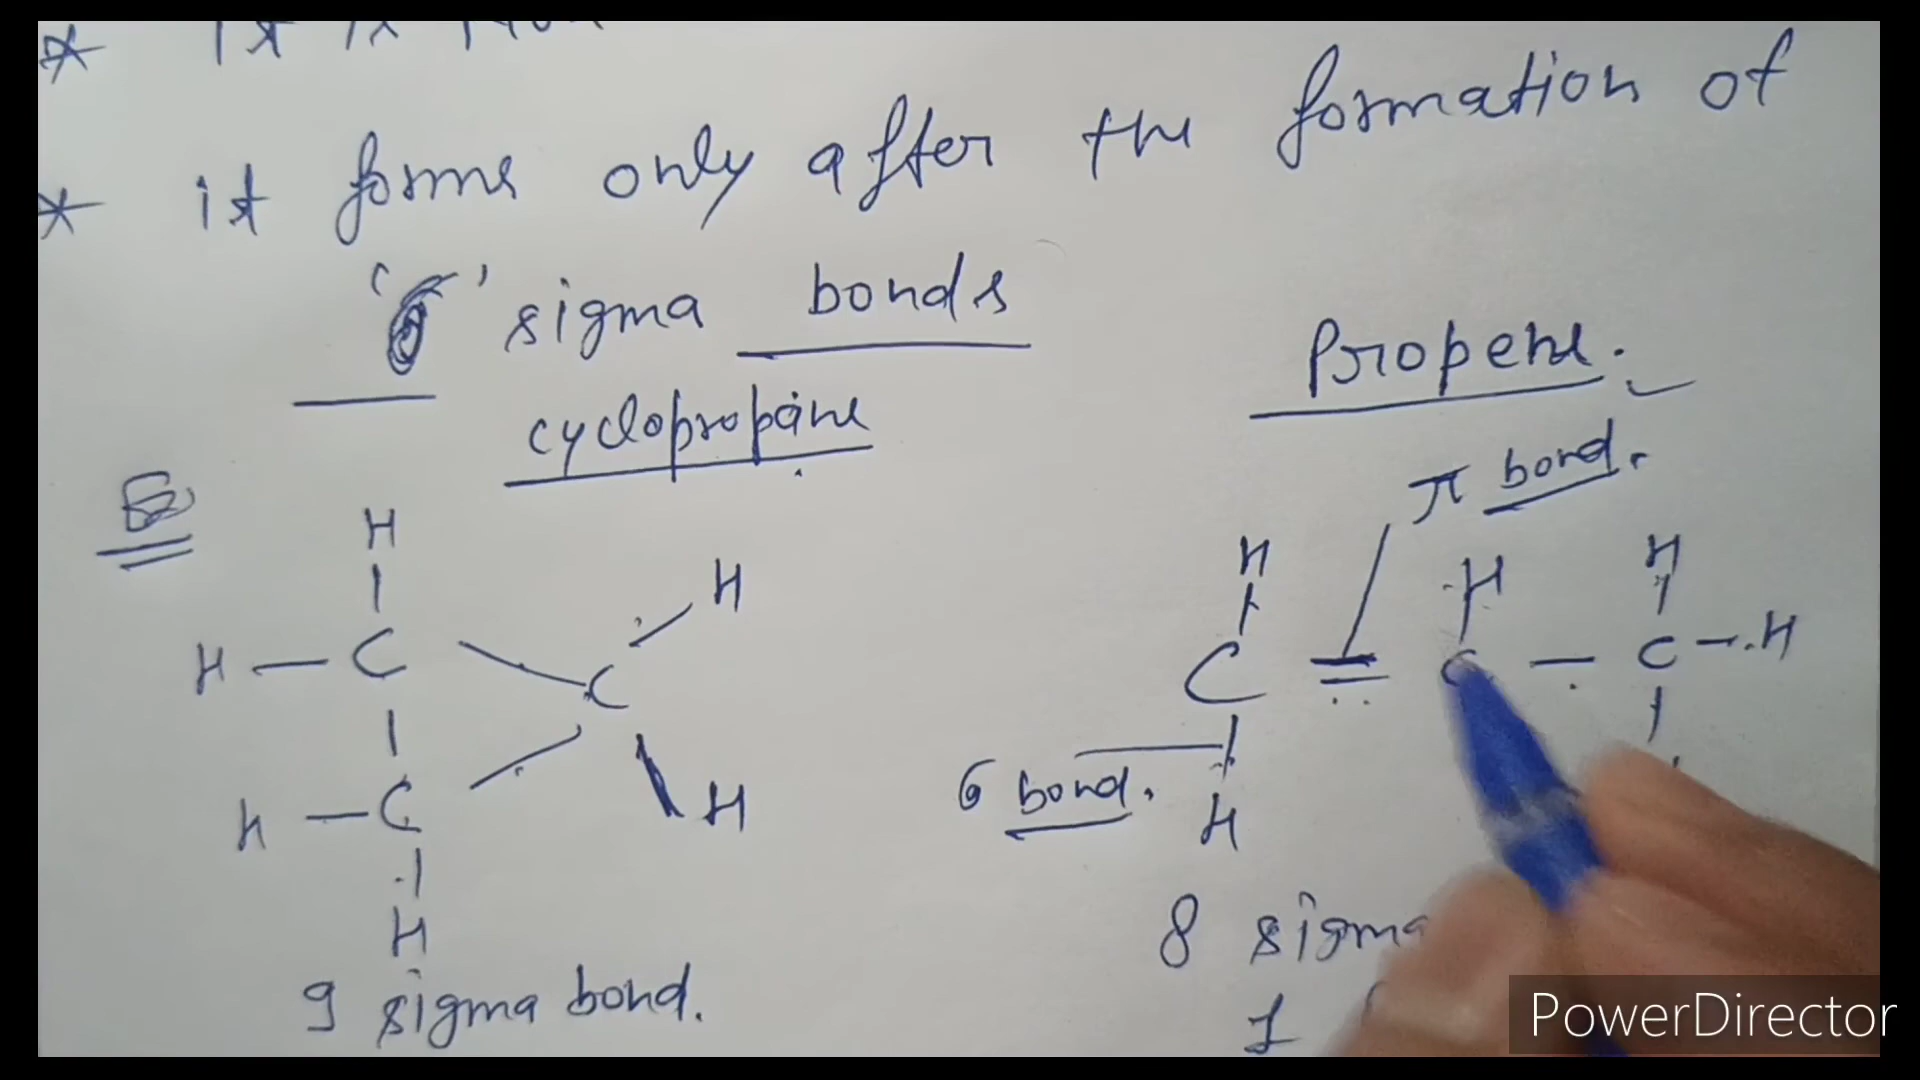 * it forms only after the formation of
'σ' sigma bonds
cyclopropane
Propene.
π bond.
Ex
H
H
H
H
H
H — C
C
C = C — C — H
H — C
H
σ bond.
H
H
8 sigma
9 sigma bond.
1
PowerDirector